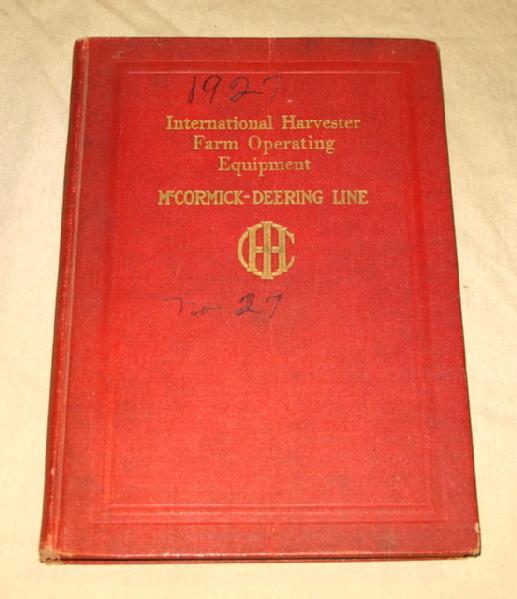 1927
International Harvester
Farm Operating
Equipment
McCORMICK-DEERING LINE
IHC
No 27